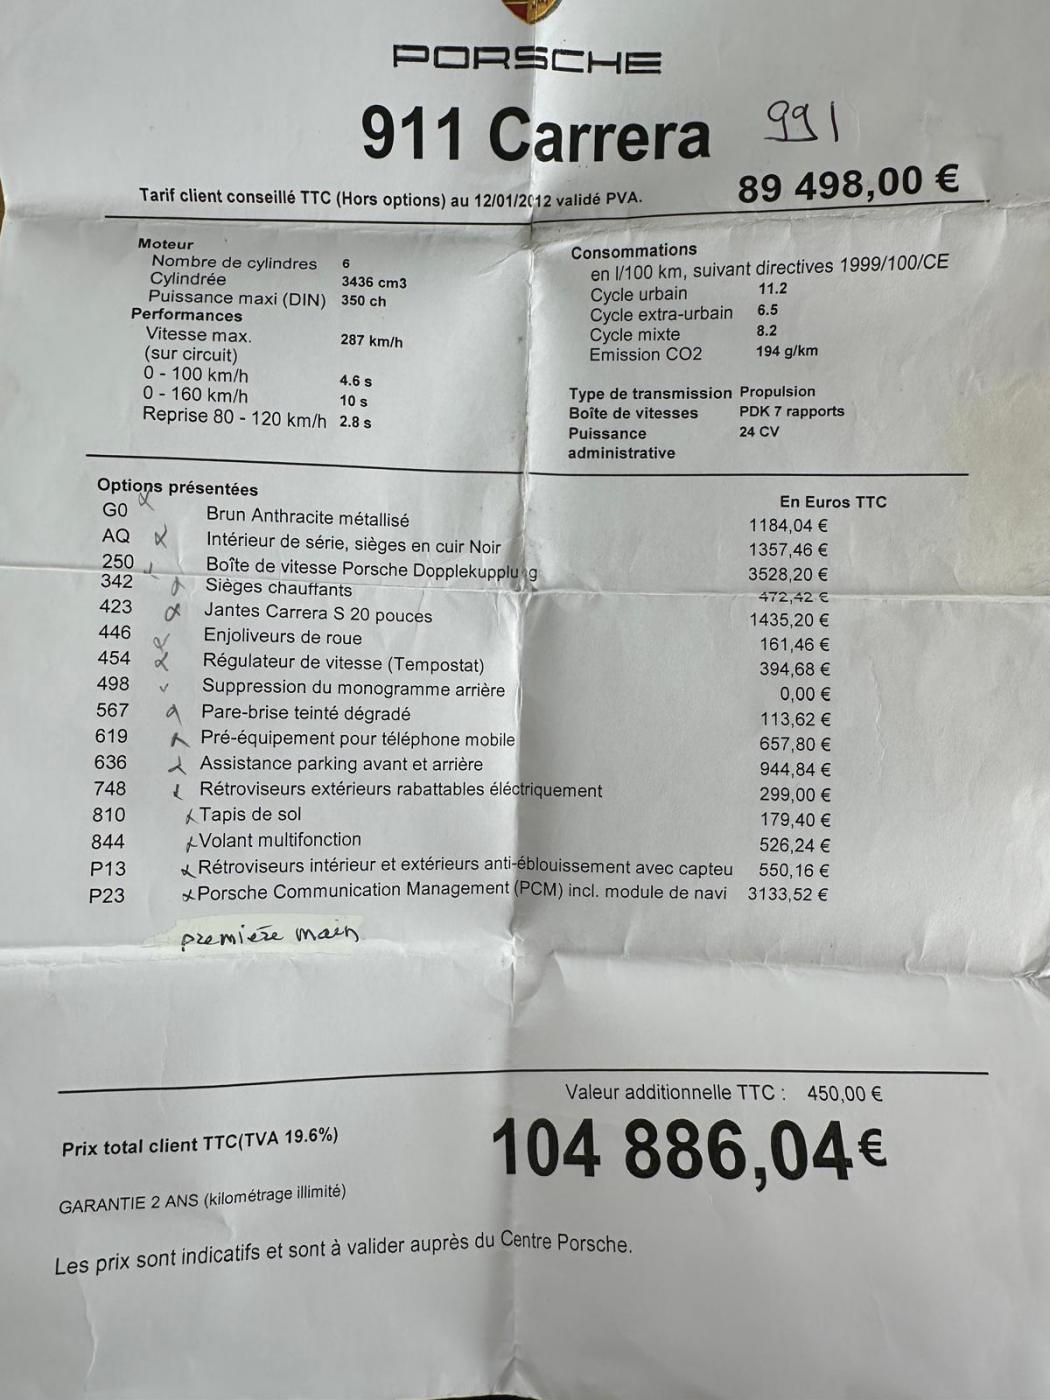 PORSCHE
911 Carrera 991
Tarif client conseillé TTC (Hors options) au 12/01/2012 validé PVA. 89 498,00 €
Moteur
Nombre de cylindres 6
Cylindrée 3436 cm3
Puissance maxi (DIN) 350 ch
Performances
Vitesse max. 287 km/h
(sur circuit)
0 - 100 km/h 4.6 s
0 - 160 km/h 10 s
Reprise 80 - 120 km/h 2.8 s
Consommations
en l/100 km, suivant directives 1999/100/CE
Cycle urbain 11.2
Cycle extra-urbain 6.5
Cycle mixte 8.2
Emission CO2 194 g/km
Type de transmission Propulsion
Boîte de vitesses PDK 7 rapports
Puissance 24 CV
administrative
Options présentées
En Euros TTC
G0 Brun Anthracite métallisé 1184,04 €
AQ Intérieur de série, sièges en cuir Noir 1357,46 €
250 Boîte de vitesse Porsche Dopplekupplung 3528,20 €
342 Sièges chauffants 472,42 €
423 Jantes Carrera S 20 pouces 1435,20 €
446 Enjoliveurs de roue 161,46 €
454 Régulateur de vitesse (Tempostat) 394,68 €
498 Suppression du monogramme arrière 0,00 €
567 Pare-brise teinté dégradé 113,62 €
619 Pré-équipement pour téléphone mobile 657,80 €
636 Assistance parking avant et arrière 944,84 €
748 Rétroviseurs extérieurs rabattables éléctriquement 299,00 €
810 Tapis de sol 179,40 €
844 Volant multifonction 526,24 €
P13 Rétroviseurs intérieur et extérieurs anti-éblouissement avec capteu 550,16 €
P23 Porsche Communication Management (PCM) incl. module de navi 3133,52 €
première main
Valeur additionnelle TTC : 450,00 €
Prix total client TTC(TVA 19.6%) 104 886,04€
GARANTIE 2 ANS (kilométrage illimité)
Les prix sont indicatifs et sont à valider auprès du Centre Porsche.